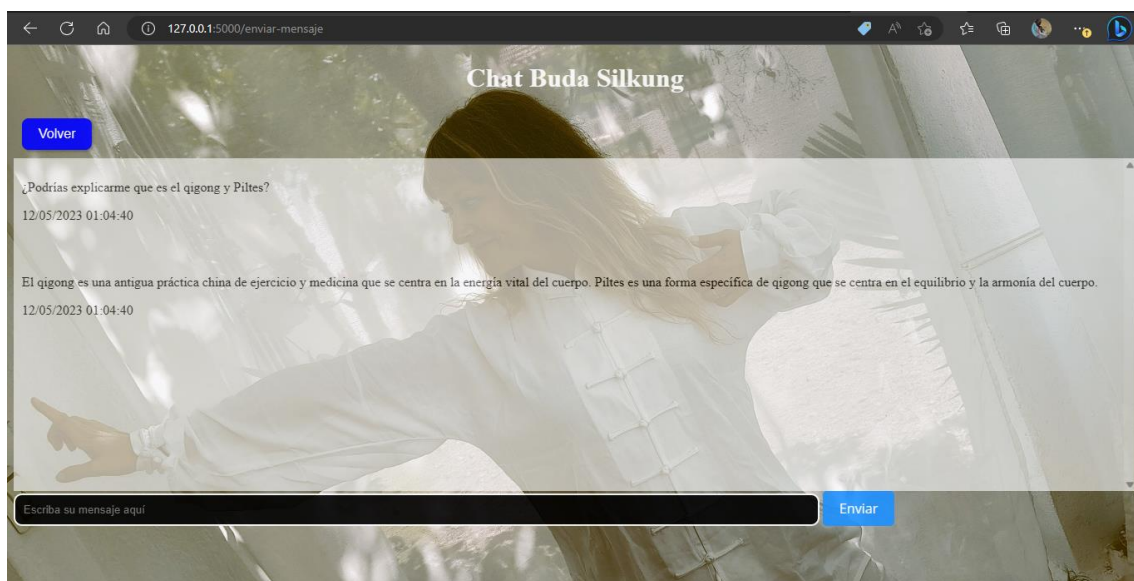 127.0.0.1:5000/enviar-mensaje
Chat Buda Silkung
Volver
¿Podrías explicarme que es el qigong y Piltes?
12/05/2023 01:04:40
El qigong es una antigua práctica china de ejercicio y medicina que se centra en la energía vital del cuerpo. Piltes es una forma específica de qigong que se centra en el equilibrio y la armonía del cuerpo.
12/05/2023 01:04:40
Escriba su mensaje aquí
Enviar